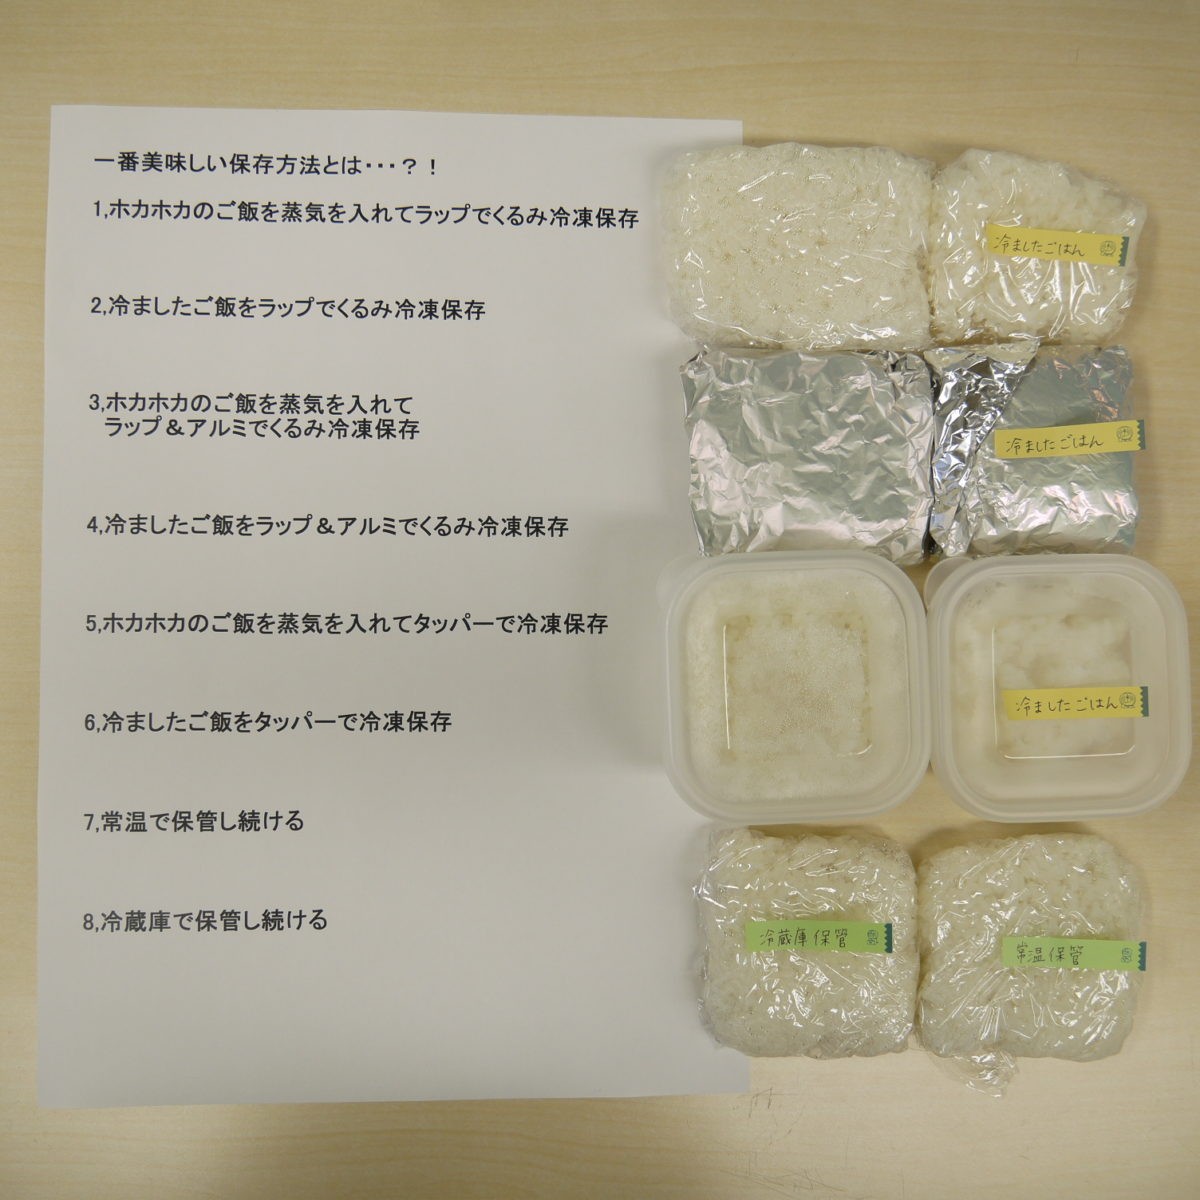 一番美味しい保存方法とは・・・？！
1,ホカホカのご飯を蒸気を入れてラップでくるみ冷凍保存
2,冷ましたご飯をラップでくるみ冷凍保存
3,ホカホカのご飯を蒸気を入れて
ラップ＆アルミでくるみ冷凍保存
4,冷ましたご飯をラップ＆アルミでくるみ冷凍保存
5,ホカホカのご飯を蒸気を入れてタッパーで冷凍保存
6,冷ましたご飯をタッパーで冷凍保存
7,常温で保管し続ける
8,冷蔵庫で保管し続ける
冷ましたごはん
冷ましたごはん
冷ましたごはん
冷蔵庫保管
常温保管